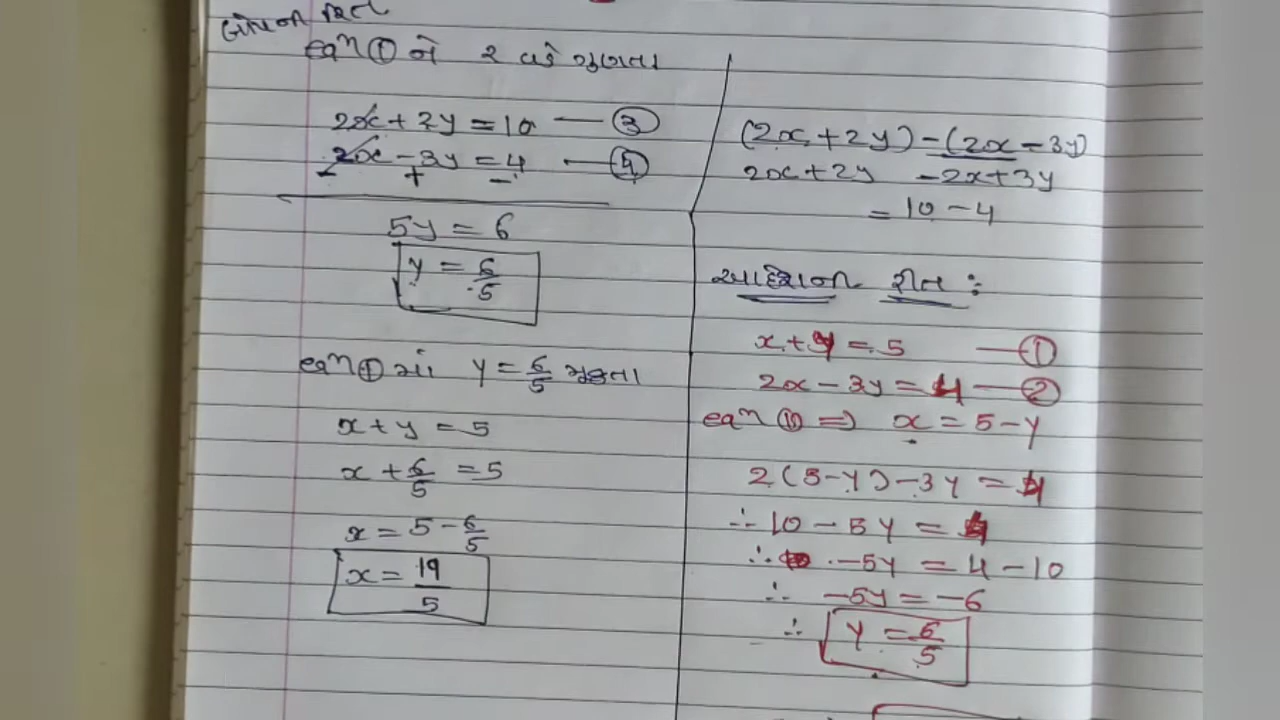 લોપની રીત
eqn ① ને ૨ વડે ગુણતા
2x + 2y = 10 — ③
2x - 3y = 4 — ④
- + -
5y = 6
y = 6/5
eqn ① માં y = 6/5 મુકતા
x + y = 5
x + 6/5 = 5
x = 5 - 6/5
x = 19/5
(2x + 2y) - (2x - 3y)
2x + 2y - 2x + 3y
= 10 - 4
આદેશની રીત :
x + y = 5 — ①
2x - 3y = 4 — ②
eqn ① ⇒ x = 5 - y
2(5 - y) - 3y = 4
∴ 10 - 5y = 4
∴ -5y = 4 - 10
∴ -5y = -6
∴ y = 6/5